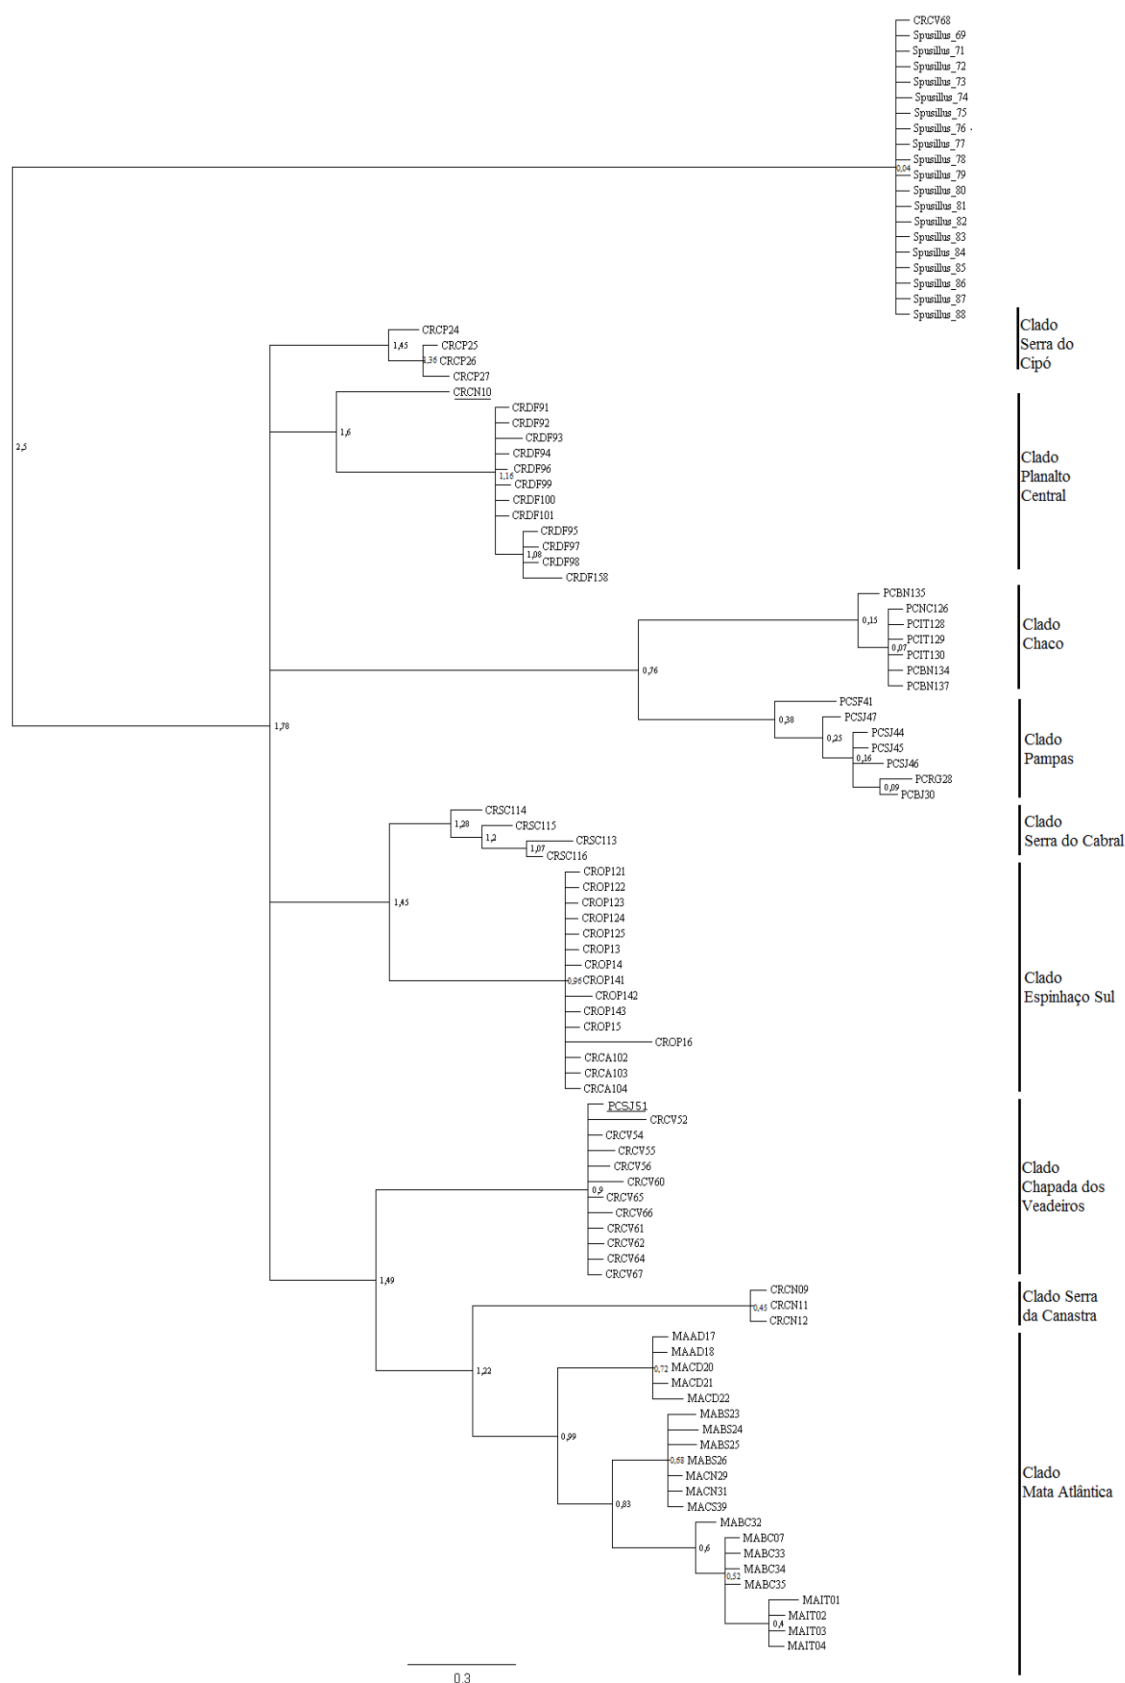 CRCV68
Spusillus_69
Spusillus_71
Spusillus_72
Spusillus_73
Spusillus_74
Spusillus_75
Spusillus_76
Spusillus_77
Spusillus_78
0,04
Spusillus_79
Spusillus_80
Spusillus_81
Spusillus_82
Spusillus_83
Spusillus_84
Spusillus_85
Spusillus_86
Spusillus_87
Spusillus_88
Clado
Serra do
Cipó
CRCP24
1,45
CRCP25
1,36
CRCP26
CRCP27
CRCN10
1,6
CRDF91
CRDF92
CRDF93
CRDF94
CRDF96
1,16
CRDF99
CRDF100
CRDF101
CRDF95
CRDF97
1,08
CRDF98
CRDF158
Clado
Planalto
Central
2,5
PCBN135
0,15
PCNC126
PCIT128
PCIT129
0,07
PCIT130
PCBN134
PCBN137
Clado
Chaco
0,76
PCSF41
0,38
PCSJ47
0,25
PCSJ44
PCSJ45
0,16
PCSJ46
PCRG28
0,09
PCBJ30
Clado
Pampas
1,78
CRSC114
1,28
CRSC115
1,2
CRSC113
1,07
CRSC116
Clado
Serra do Cabral
1,45
CROP121
CROP122
CROP123
CROP124
CROP125
CROP13
CROP14
0,96
CROP141
CROP142
CROP143
CROP15
CROP16
CRCA102
CRCA103
CRCA104
Clado
Espinhaço Sul
PCSJ51
CRCV52
CRCV54
CRCV55
CRCV56
CRCV60
0,9
CRCV65
CRCV66
CRCV61
CRCV62
CRCV64
CRCV67
Clado
Chapada dos
Veadeiros
1,49
CRCN09
0,45
CRCN11
CRCN12
Clado Serra
da Canastra
1,22
MAAD17
MAAD18
0,72
MACD20
MACD21
MACD22
0,99
MABS23
MABS24
MABS25
0,68
MABS26
MACN29
MACN31
MACS39
0,83
MABC32
0,6
MABC07
MABC33
MABC34
0,52
MABC35
MAIT01
MAIT02
0,4
MAIT03
MAIT04
Clado
Mata Atlântica
0.3